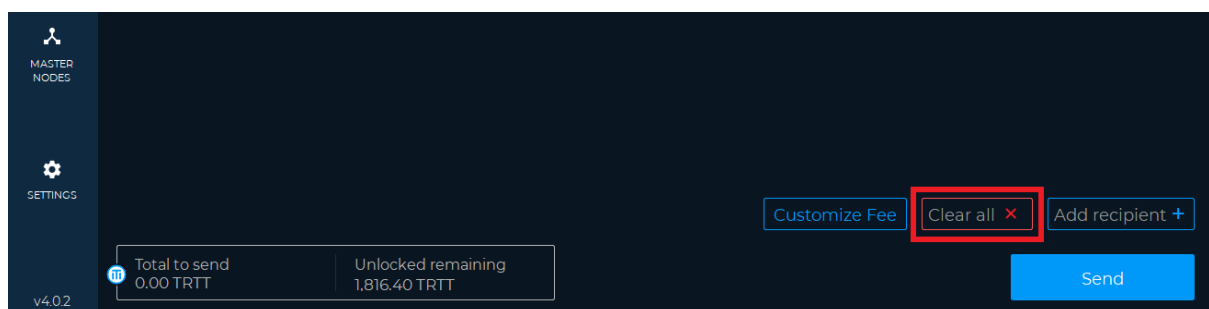 MASTER
NODES
SETTINGS
Customize Fee
Clear all ×
Add recipient +
Total to send
0.00 TRTT
Unlocked remaining
1,816.40 TRTT
Send
v4.0.2